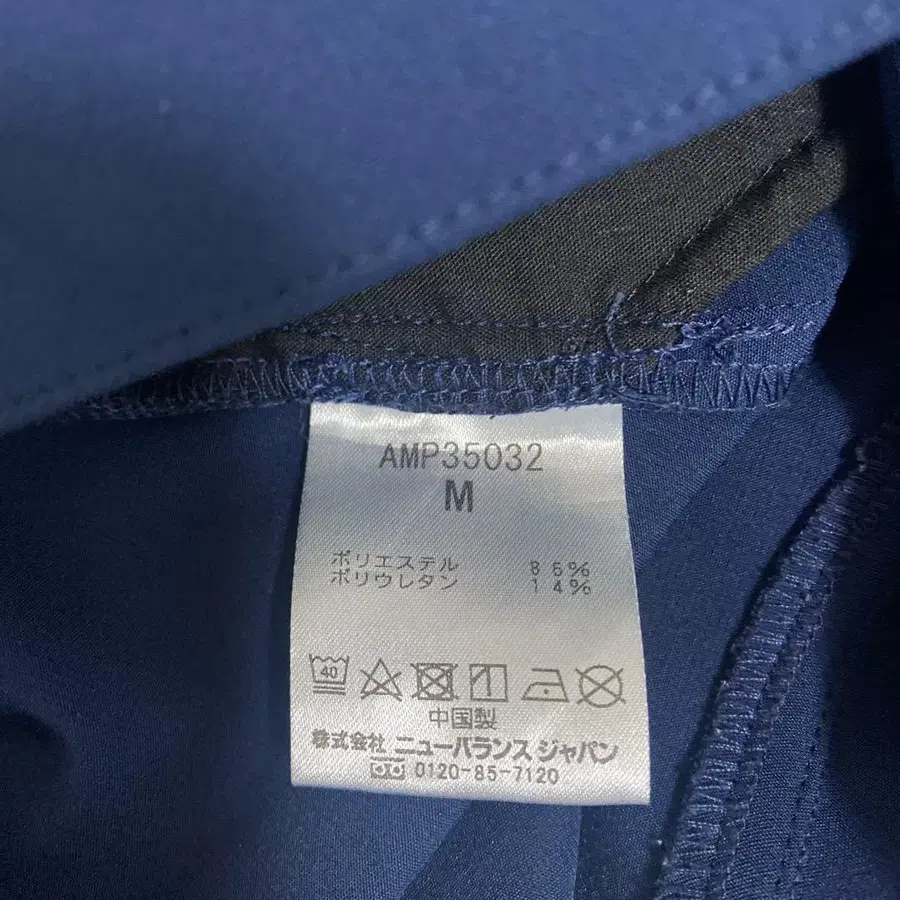 AMP35032
M
ポリエステル 86%
ポリウレタン 14%
40
中国製
株式会社 ニューバランス ジャパン
0120-85-7120